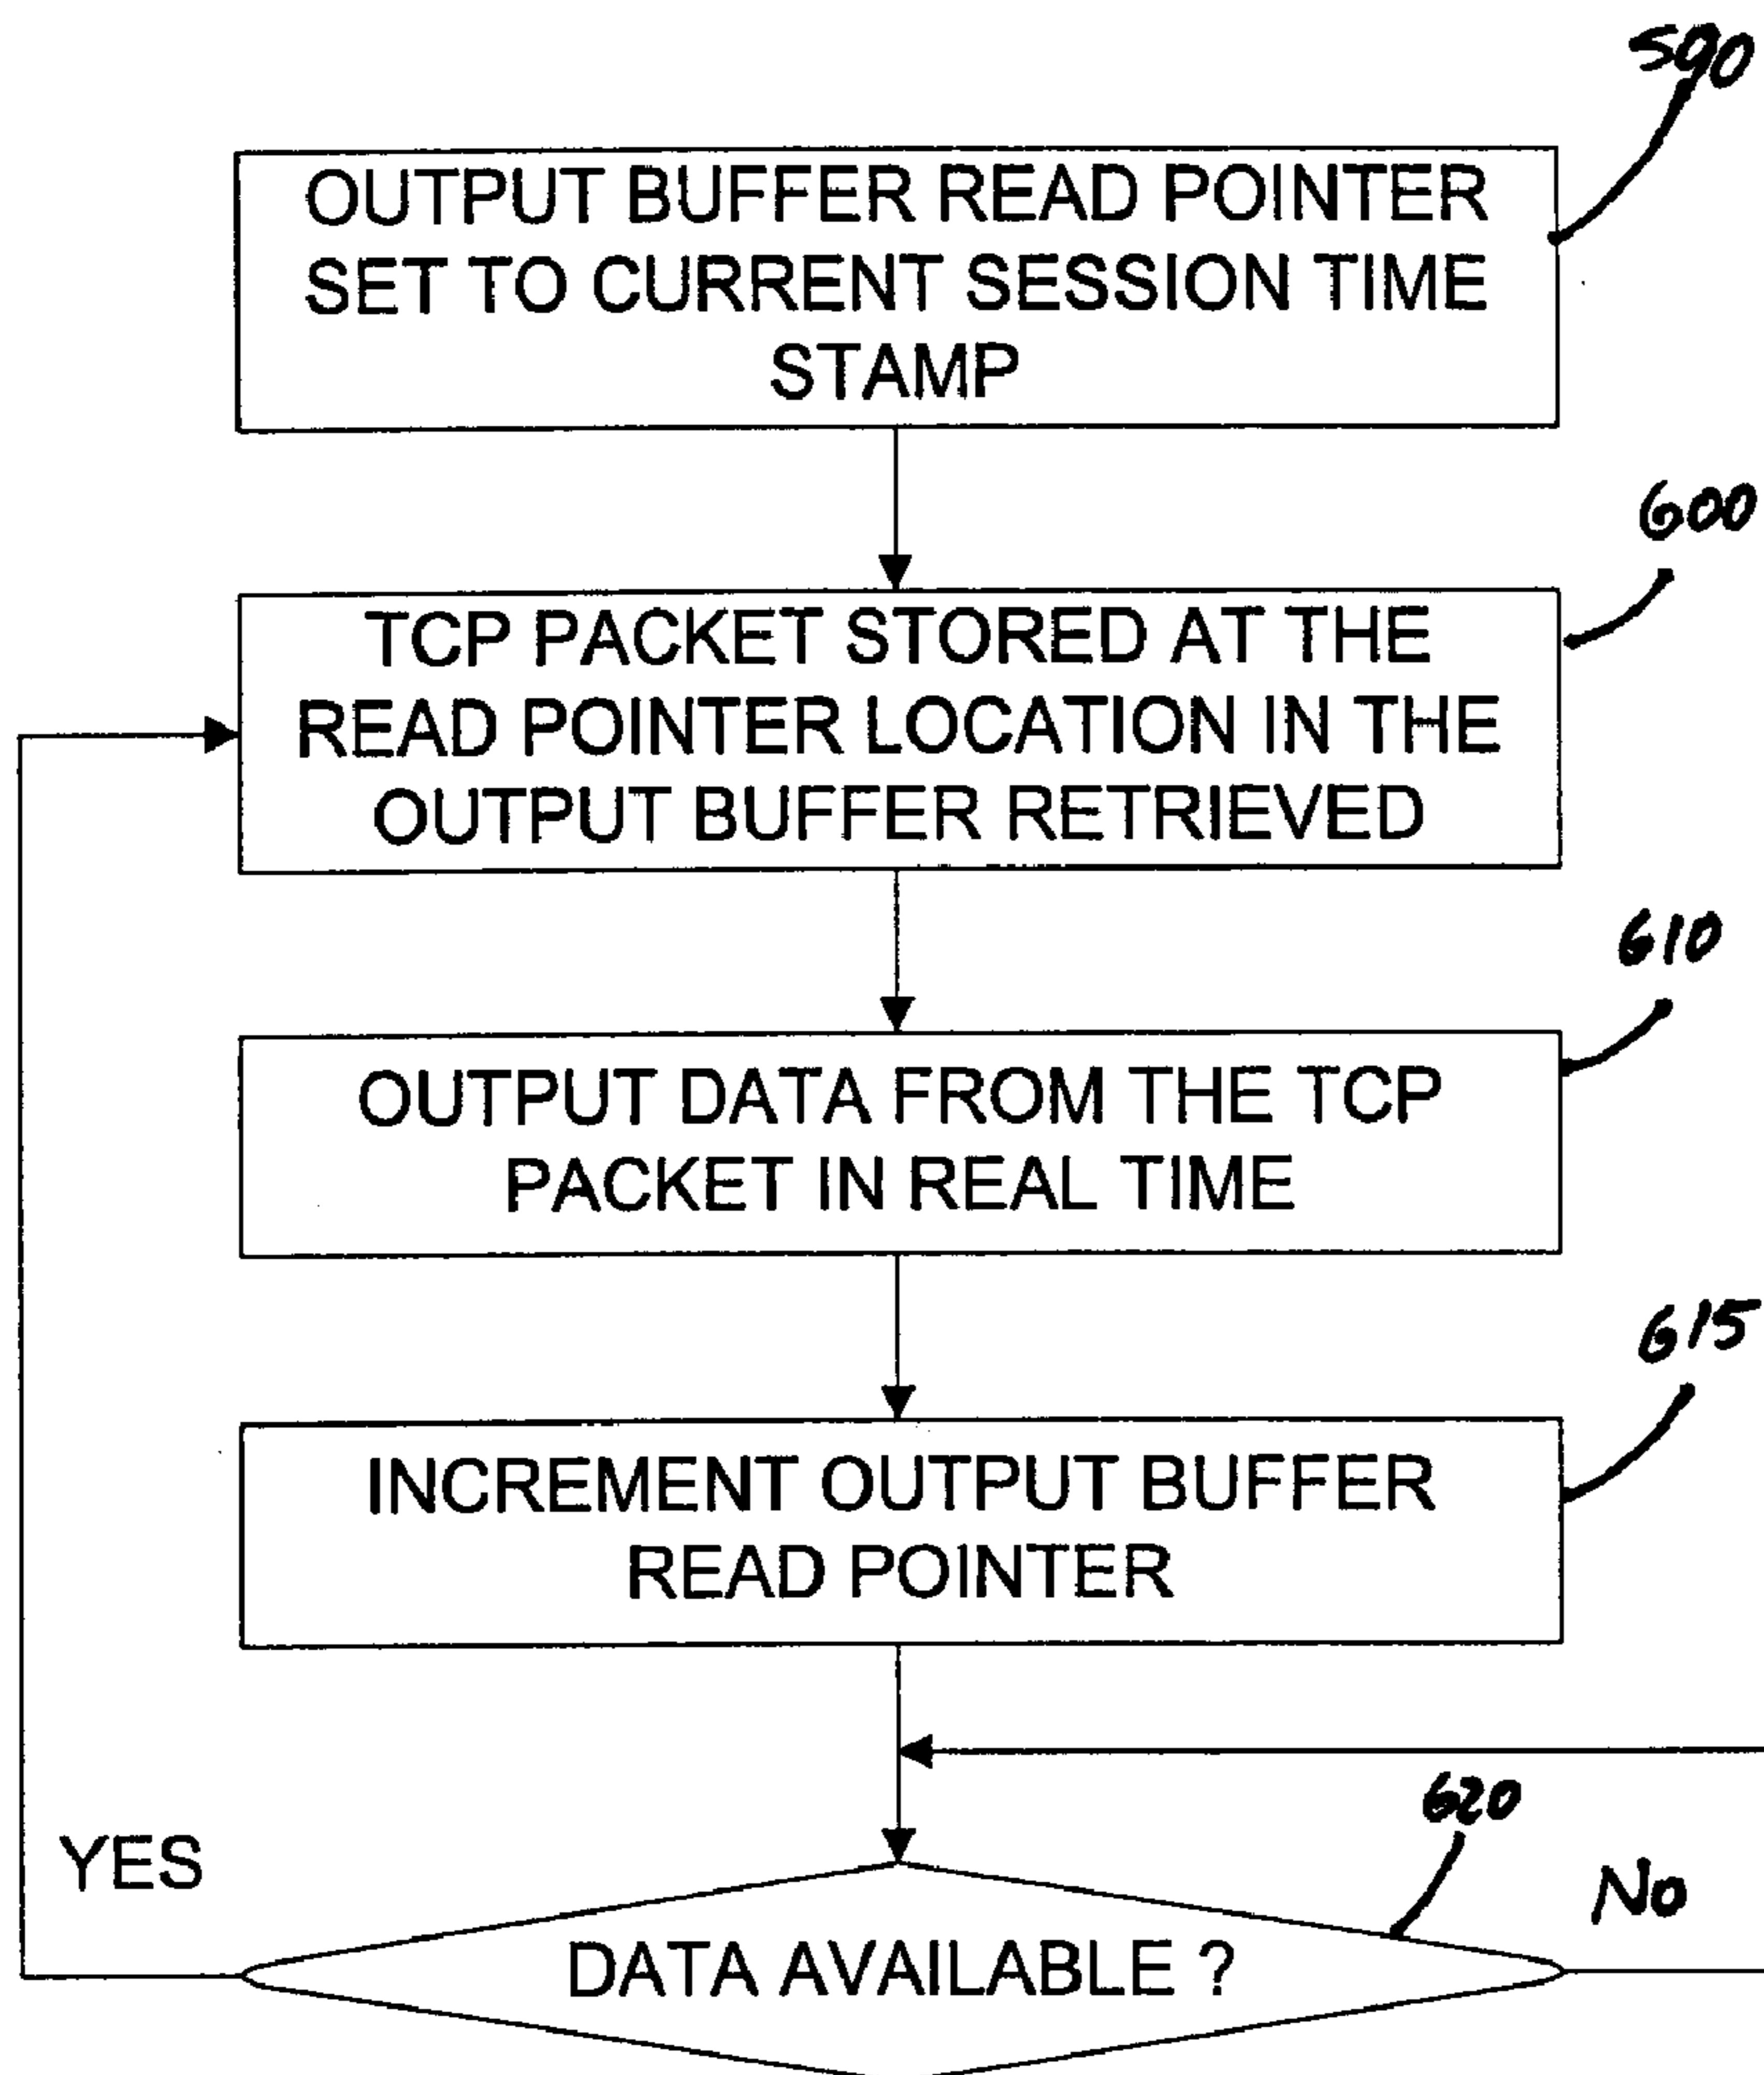 590
OUTPUT BUFFER READ POINTER
SET TO CURRENT SESSION TIME
STAMP
600
TCP PACKET STORED AT THE
READ POINTER LOCATION IN THE
OUTPUT BUFFER RETRIEVED
610
OUTPUT DATA FROM THE TCP
PACKET IN REAL TIME
615
INCREMENT OUTPUT BUFFER
READ POINTER
620
YES
No
DATA AVAILABLE ?